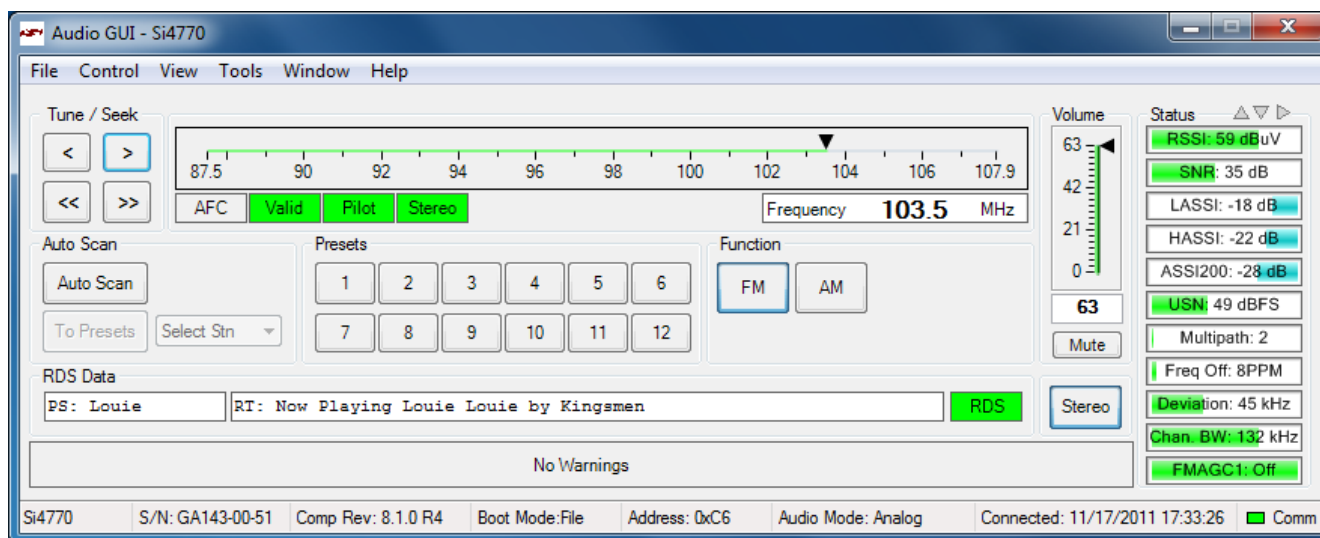 Audio GUI - Si4770
File Control View Tools Window Help
Tune / Seek
< >
<< >>
87.5 90 92 94 96 98 100 102 104 106 107.9
AFC Valid Pilot Stereo Frequency 103.5 MHz
Volume
63
42
21
0
63
Mute
Status
RSSI: 59 dBuV
SNR: 35 dB
LASSI: -18 dB
HASSI: -22 dB
ASSI200: -28 dB
USN: 49 dBFS
Multipath: 2
Freq Off: 8PPM
Deviation: 45 kHz
Chan. BW: 132 kHz
FMAGC1: Off
Auto Scan
Auto Scan
To Presets Select Stn
Presets
1 2 3 4 5 6
7 8 9 10 11 12
Function
FM AM
RDS Data
PS: Louie RT: Now Playing Louie Louie by Kingsmen RDS
Stereo
No Warnings
Si4770 S/N: GA143-00-51 Comp Rev: 8.1.0 R4 Boot Mode:File Address: 0xC6 Audio Mode: Analog Connected: 11/17/2011 17:33:26 Comm